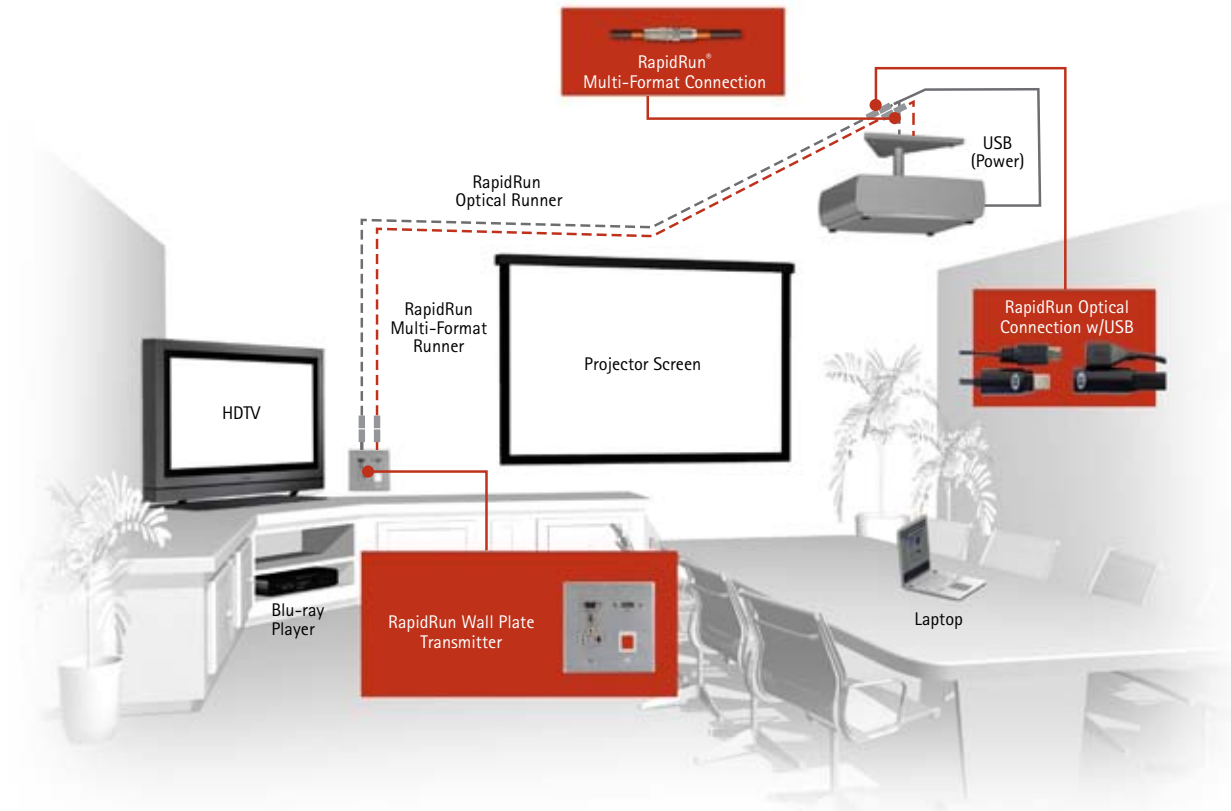 RapidRun®
Multi-Format Connection
USB
(Power)
RapidRun
Optical Runner
RapidRun
Multi-Format
Runner
RapidRun Optical
Connection w/USB
Projector Screen
HDTV
Blu-ray
Player
RapidRun Wall Plate
Transmitter
Laptop